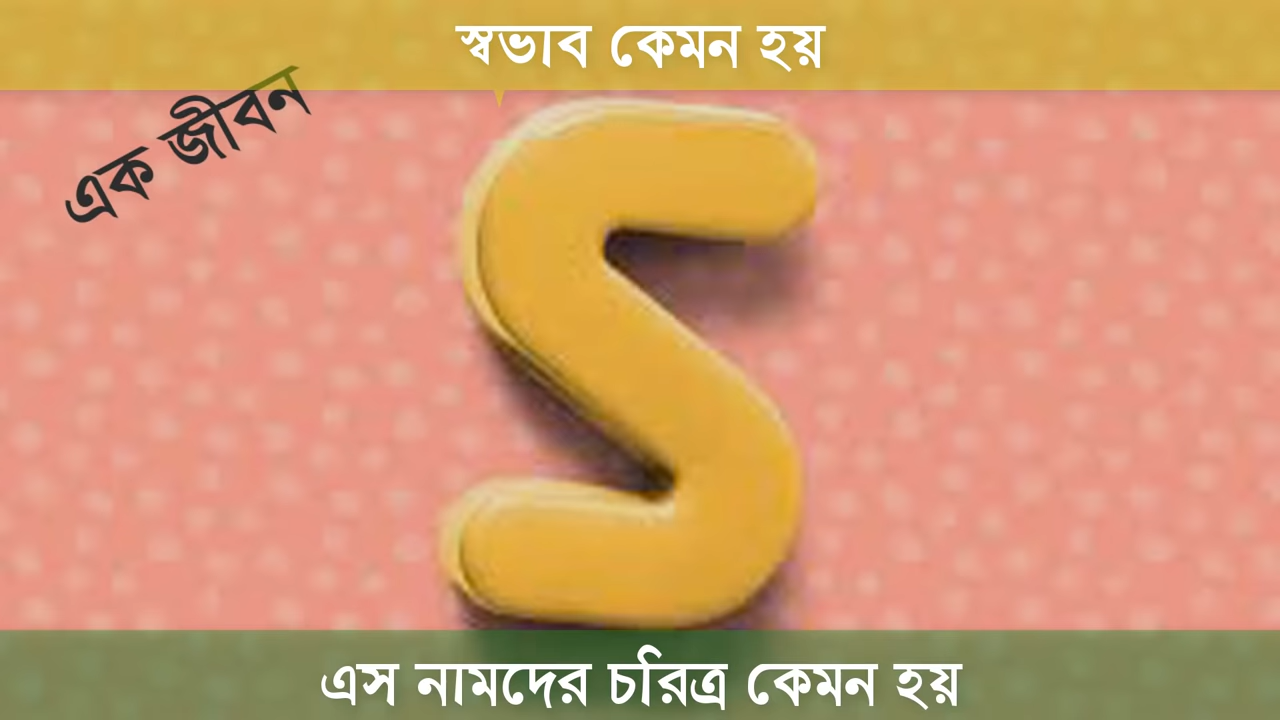 স্বভাব কেমন হয়
এক জীবন
S
এস নামদের চরিত্র কেমন হয়